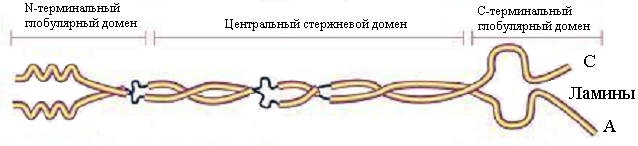 N-терминальный
глобулярный домен
Центральный стержневой домен
С-терминальный
глобулярный домен
С
Ламины
А